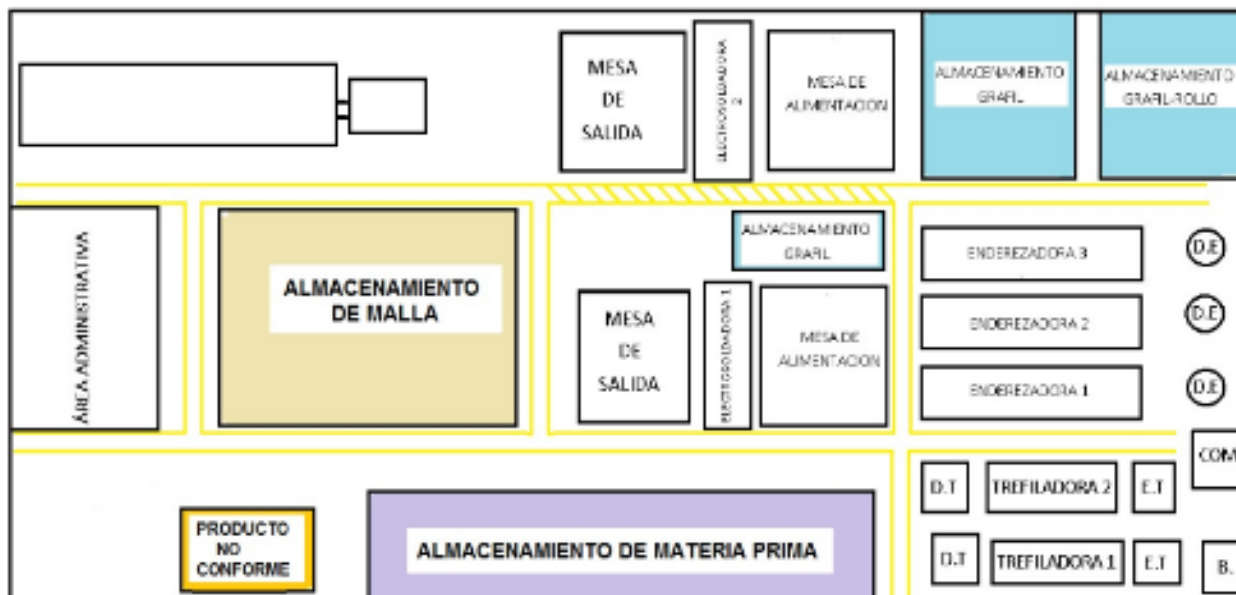 MESA
DE
SALIDA
ELECTROSOLDADORA
2
MESA DE
ALIMENTACION
ALMACENAMIENTO
GRAFIL
ALMACENAMIENTO
GRAFIL-ROLLO
ÁREA ADMINISTRATIVA
ALMACENAMIENTO
DE MALLA
ALMACENAMIENTO
GRAFIL
MESA
DE
SALIDA
ELECTROSOLDADORA 1
MESA DE
ALIMENTACION
ENDEREZADORA 3
D.E
ENDEREZADORA 2
D.E
ENDEREZADORA 1
D.E
COM
D.T
TREFILADORA 2
E.T
PRODUCTO
NO
CONFORME
ALMACENAMIENTO DE MATERIA PRIMA
D.T
TREFILADORA 1
E.T
B.